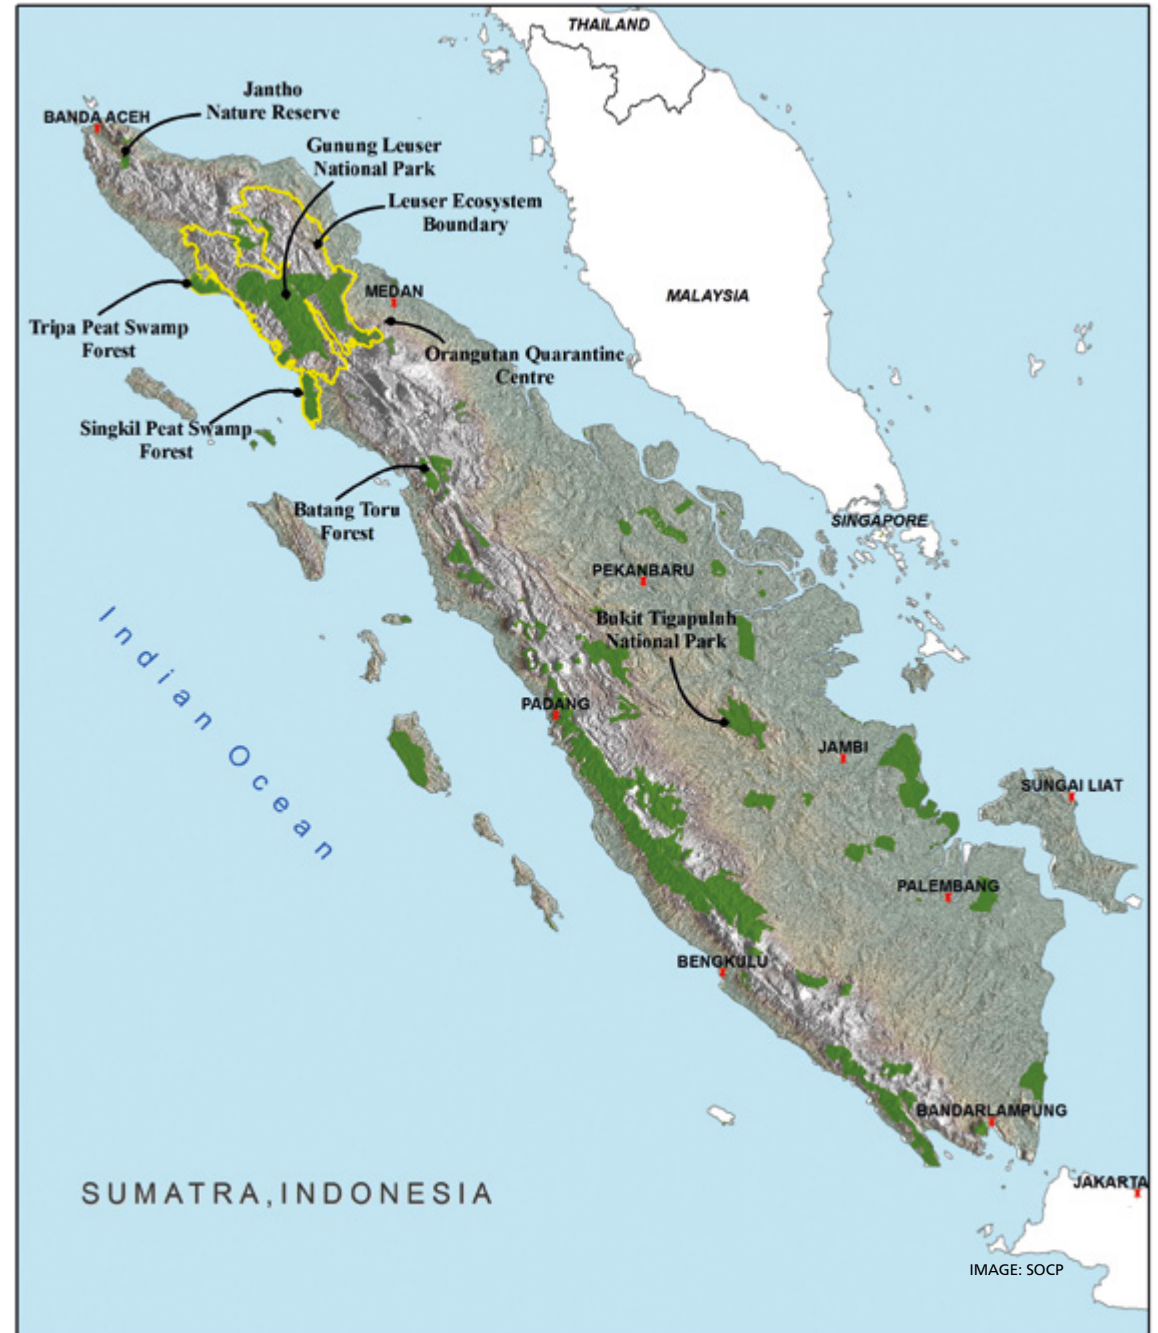 THAILAND
Jantho
Nature Reserve
BANDA ACEH
Gunung Leuser
National Park
Leuser Ecosystem
Boundary
MEDAN
MALAYSIA
Tripa Peat Swamp
Forest
Orangutan Quarantine
Centre
Singkil Peat Swamp
Forest
Batang Toru
Forest
SINGAPORE
PEKANBARU
Bukit Tigapuluh
National Park
Indian Ocean
PADANG
JAMBI
SUNGAI LIAT
PALEMBANG
BENGKULU
BANDARLAMPUNG
JAKARTA
SUMATRA, INDONESIA
IMAGE: SOCP